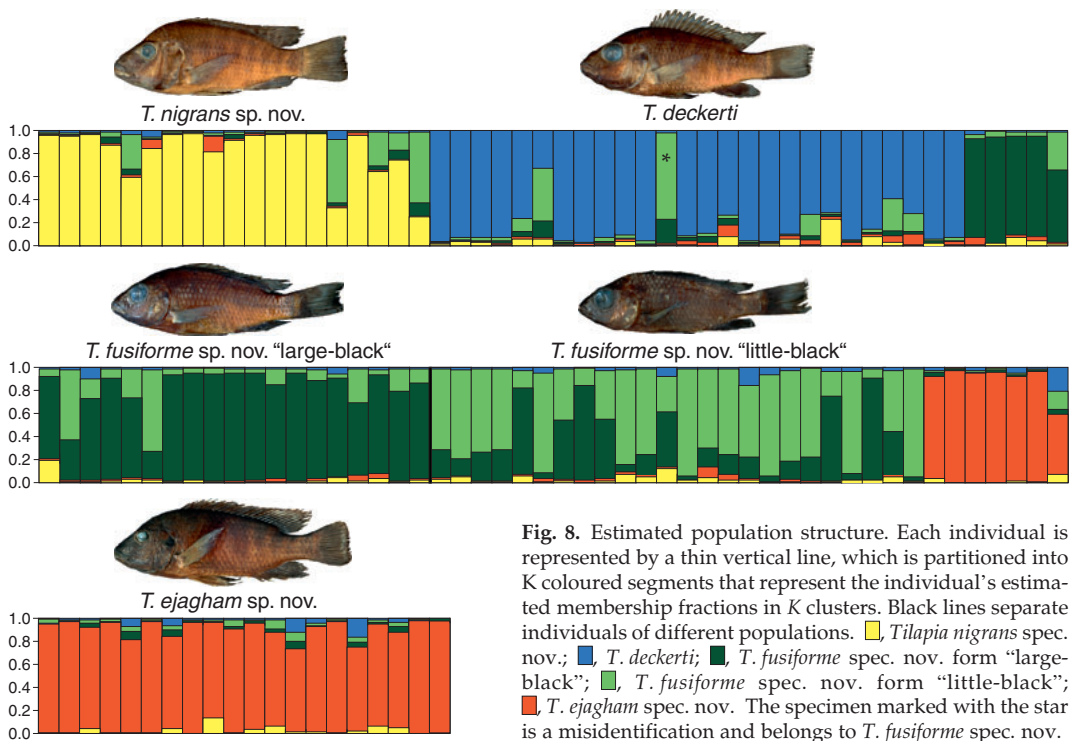 T. nigrans sp. nov.
T. deckerti
1.0
0.8
0.6
0.4
0.2
0.0
*
T. fusiforme sp. nov. “large-black“
T. fusiforme sp. nov. “little-black“
1.0
0.8
0.6
0.4
0.2
0.0
T. ejagham sp. nov.
1.0
0.8
0.6
0.4
0.2
0.0
Fig. 8. Estimated population structure. Each individual is
represented by a thin vertical line, which is partitioned into
K coloured segments that represent the individual’s estima-
ted membership fractions in K clusters. Black lines separate
individuals of different populations. , Tilapia nigrans spec.
nov.; , T. deckerti; , T. fusiforme spec. nov. form “large-
black”; , T. fusiforme spec. nov. form “little-black”;
, T. ejagham spec. nov. The specimen marked with the star
is a misidentification and belongs to T. fusiforme spec. nov.